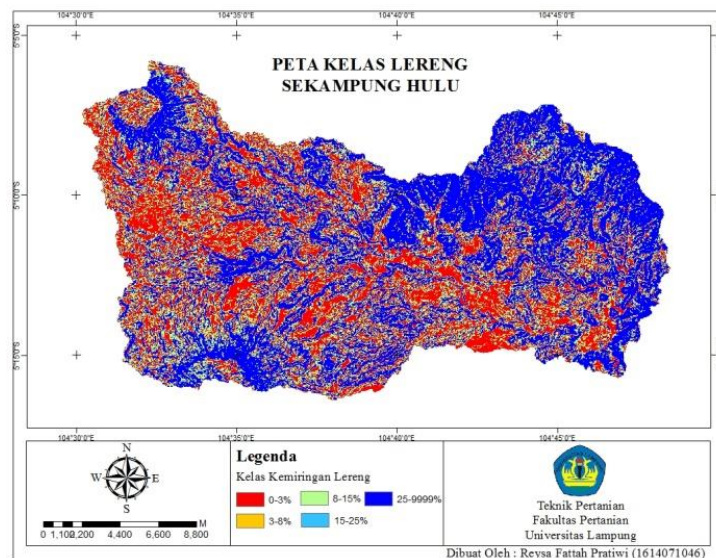 104°30'0"E 104°35'0"E 104°40'0"E 104°45'0"E
PETA KELAS LERENG
SEKAMPUNG HULU
5°5'0"S
5°10'0"S
5°15'0"S
104°30'0"E 104°35'0"E 104°40'0"E 104°45'0"E
N
W E
S
M
0 1,100 2,200 4,400 6,600 8,800
Legenda
Kelas Kemiringan Lereng
0-3% 8-15% 25-9999%
3-8% 15-25%
Teknik Pertanian
Fakultas Pertanian
Universitas Lampung
Dibuat Oleh : Reysa Fattah Pratiwi (1614071046)